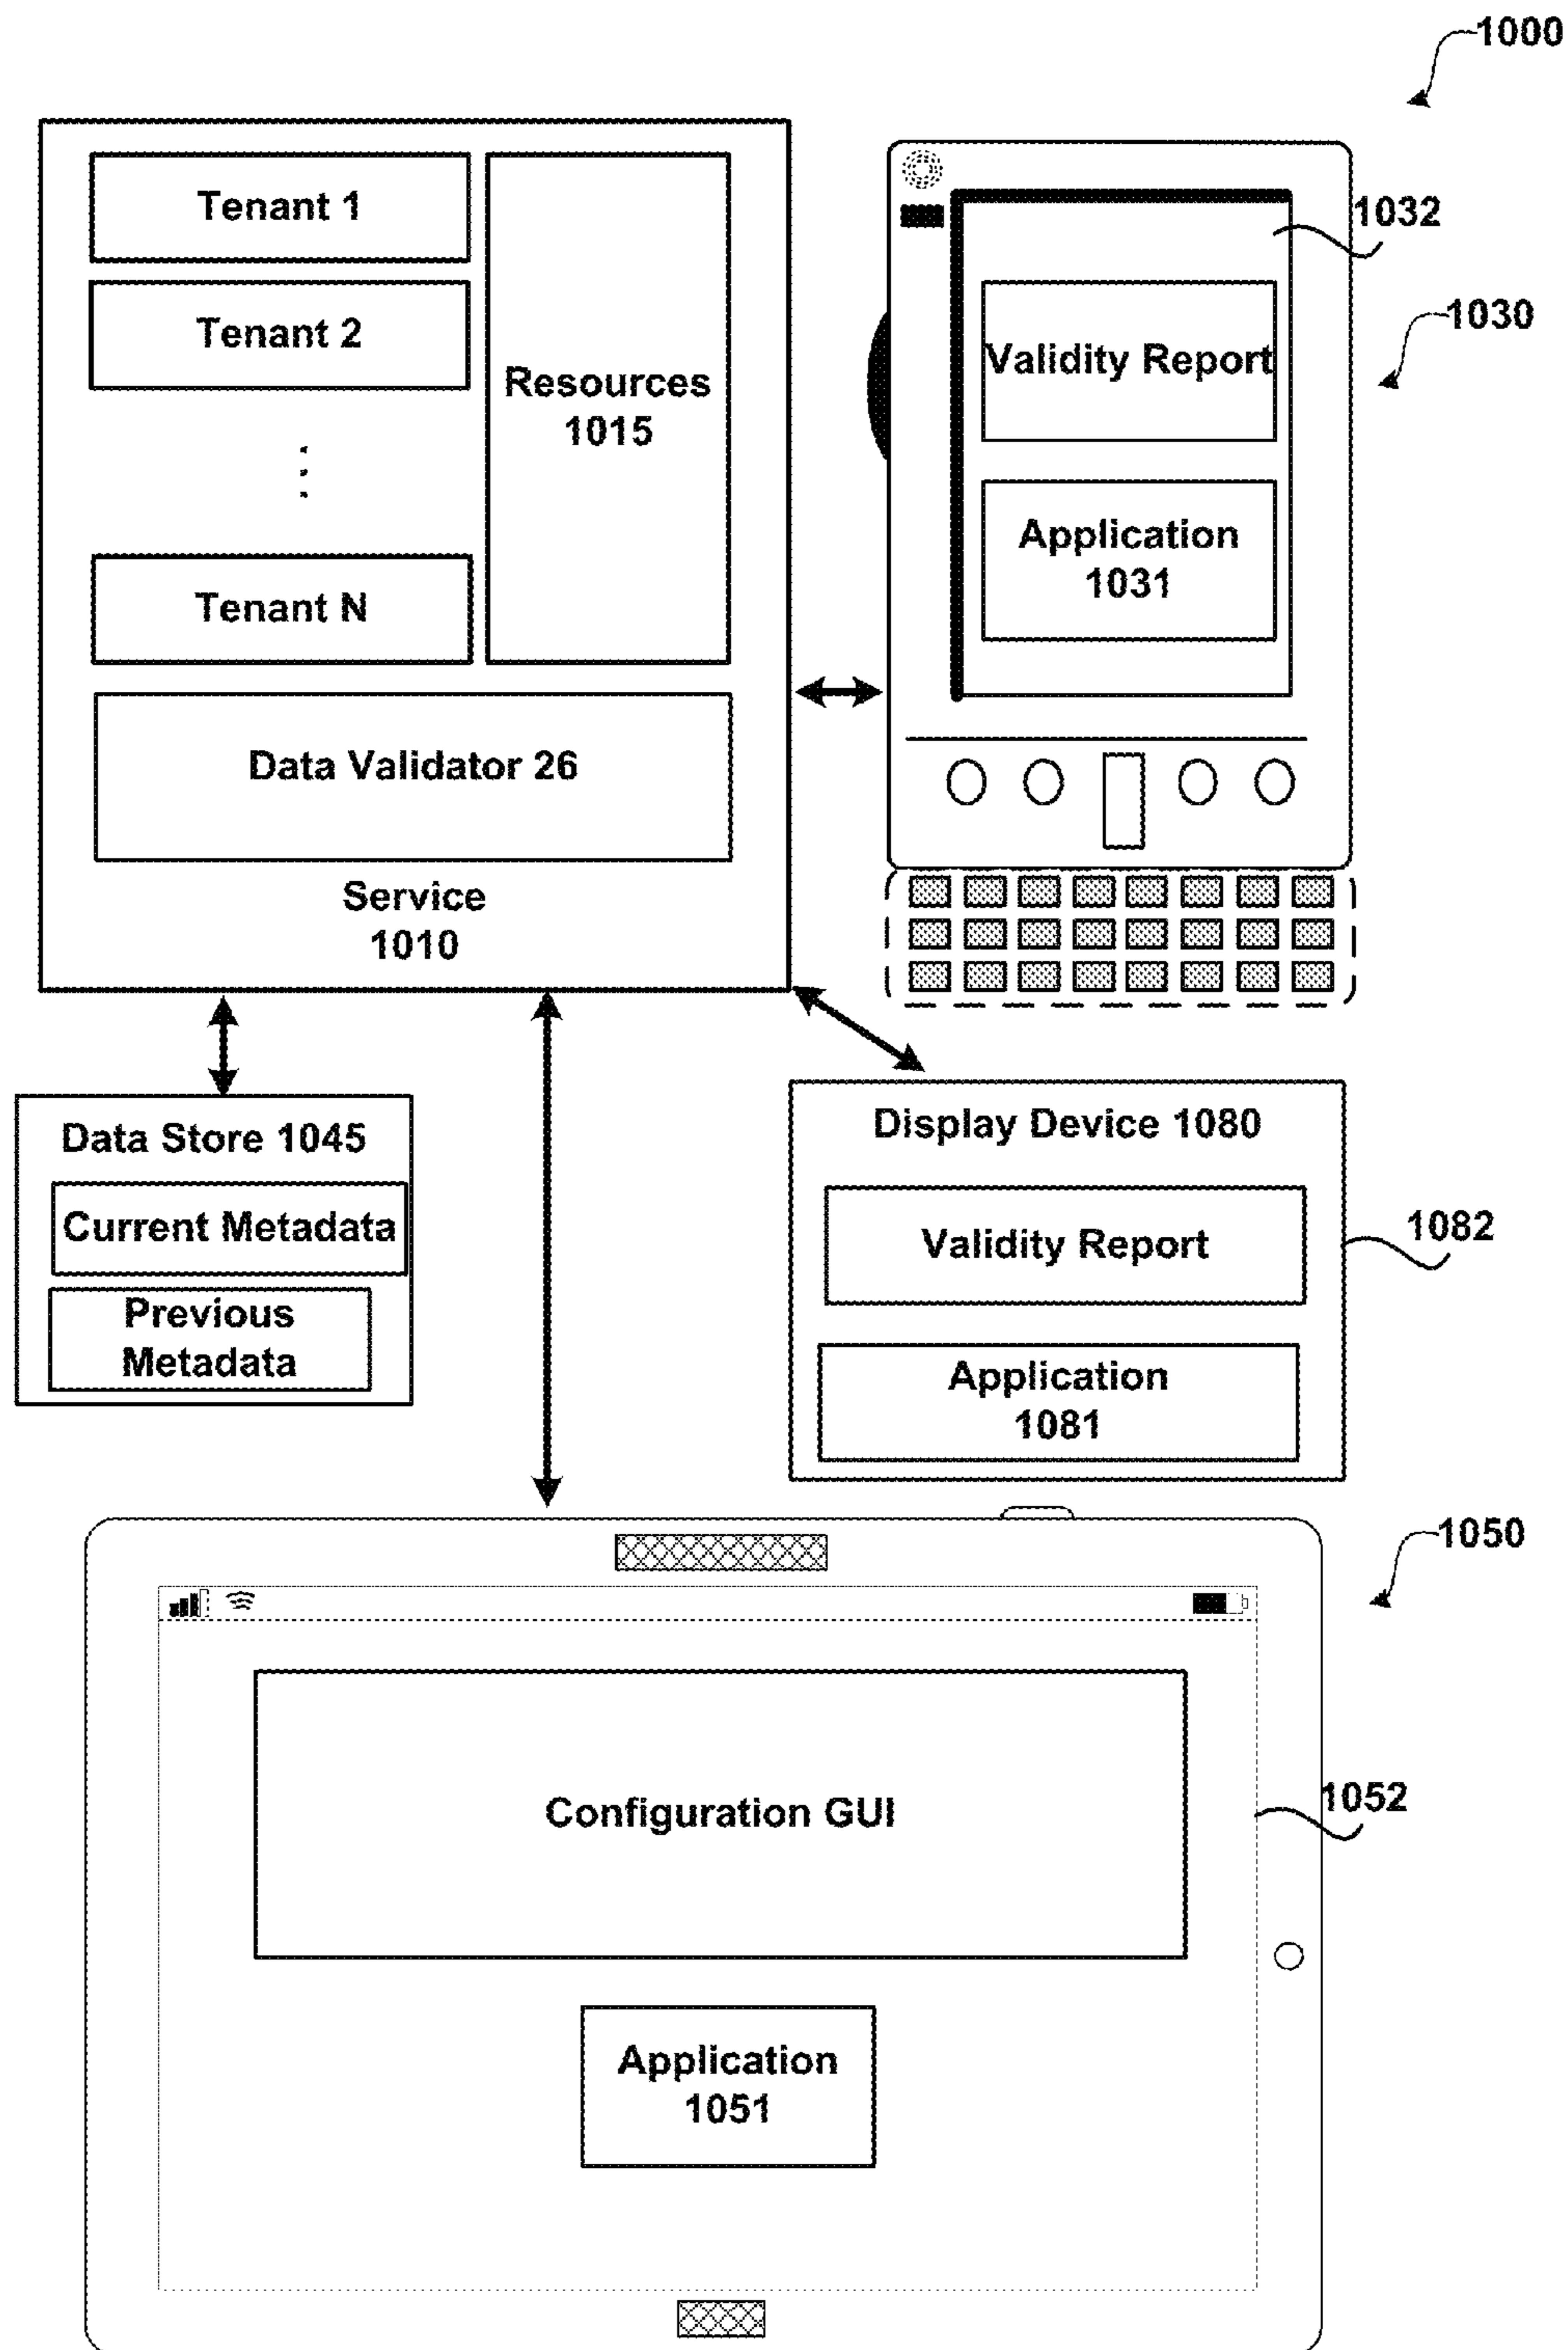 1000
Tenant 1
Tenant 2
Tenant N
Resources
1015
Data Validator 26
Service
1010
1032
1030
Validity Report
Application
1031
Data Store 1045
Current Metadata
Previous
Metadata
Display Device 1080
Validity Report
Application
1081
1082
1050
Configuration GUI
1052
Application
1051